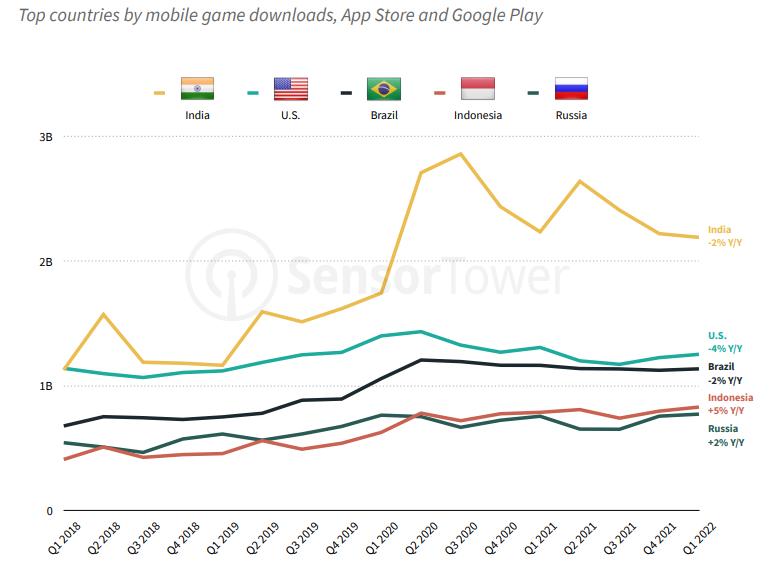 Top countries by mobile game downloads, App Store and Google Play
India
U.S.
Brazil
Indonesia
Russia
3B
2B
1B
0
SensorTower
India
-2% Y/Y
U.S.
-4% Y/Y
Brazil
-2% Y/Y
Indonesia
+5% Y/Y
Russia
+2% Y/Y
Q1 2018
Q2 2018
Q3 2018
Q4 2018
Q1 2019
Q2 2019
Q3 2019
Q4 2019
Q1 2020
Q2 2020
Q3 2020
Q4 2020
Q1 2021
Q2 2021
Q3 2021
Q4 2021
Q1 2022